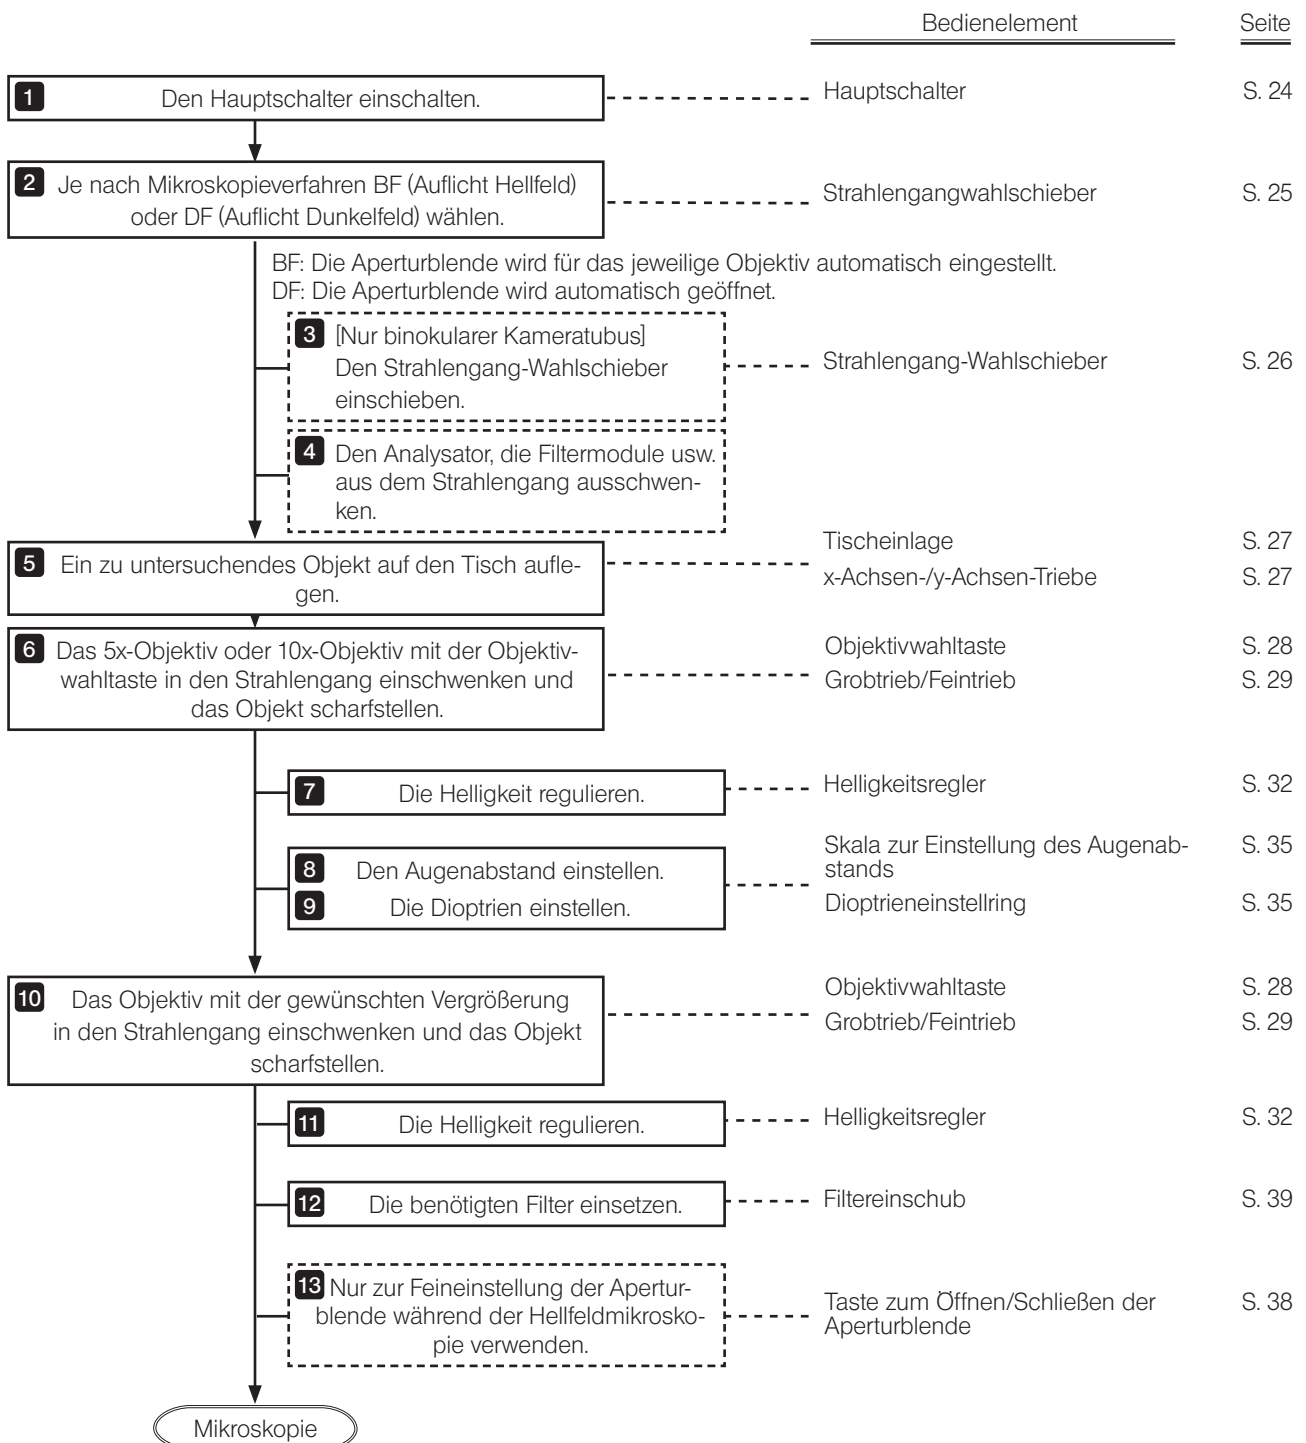 Bedienelement Seite
1 Den Hauptschalter einschalten. Hauptschalter S. 24
2 Je nach Mikroskopieverfahren BF (Auflicht Hellfeld)
oder DF (Auflicht Dunkelfeld) wählen.
Strahlengangwahlschieber S. 25
BF: Die Aperturblende wird für das jeweilige Objektiv automatisch eingestellt.
DF: Die Aperturblende wird automatisch geöffnet.
3 [Nur binokularer Kameratubus]
Den Strahlengang-Wahlschieber
einschieben.
Strahlengang-Wahlschieber S. 26
4 Den Analysator, die Filtermodule usw.
aus dem Strahlengang ausschwen-
ken.
5 Ein zu untersuchendes Objekt auf den Tisch aufle-
gen.
Tischeinlage S. 27
x-Achsen-/y-Achsen-Triebe S. 27
6 Das 5x-Objektiv oder 10x-Objektiv mit der Objektiv-
wahltaste in den Strahlengang einschwenken und
das Objekt scharfstellen.
Objektivwahltaste S. 28
Grobtrieb/Feintrieb S. 29
7 Die Helligkeit regulieren. Helligkeitsregler S. 32
8 Den Augenabstand einstellen.
9 Die Dioptrien einstellen.
Skala zur Einstellung des Augenab- S. 35
stands
Dioptrieneinstellring S. 35
10 Das Objektiv mit der gewünschten Vergrößerung
in den Strahlengang einschwenken und das Objekt
scharfstellen.
Objektivwahltaste S. 28
Grobtrieb/Feintrieb S. 29
11 Die Helligkeit regulieren. Helligkeitsregler S. 32
12 Die benötigten Filter einsetzen. Filtereinschub S. 39
13 Nur zur Feineinstellung der Apertur-
blende während der Hellfeldmikrosko-
pie verwenden.
Taste zum Öffnen/Schließen der S. 38
Aperturblende
Mikroskopie